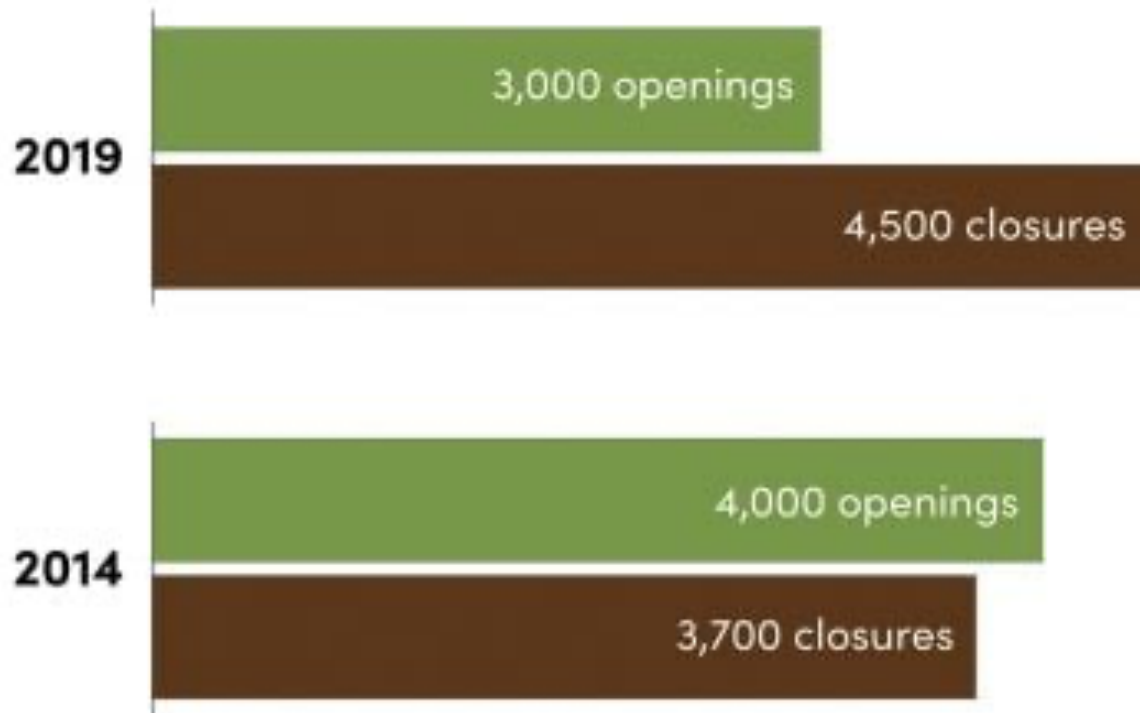 3,000 openings
2019
4,500 closures
4,000 openings
2014
3,700 closures